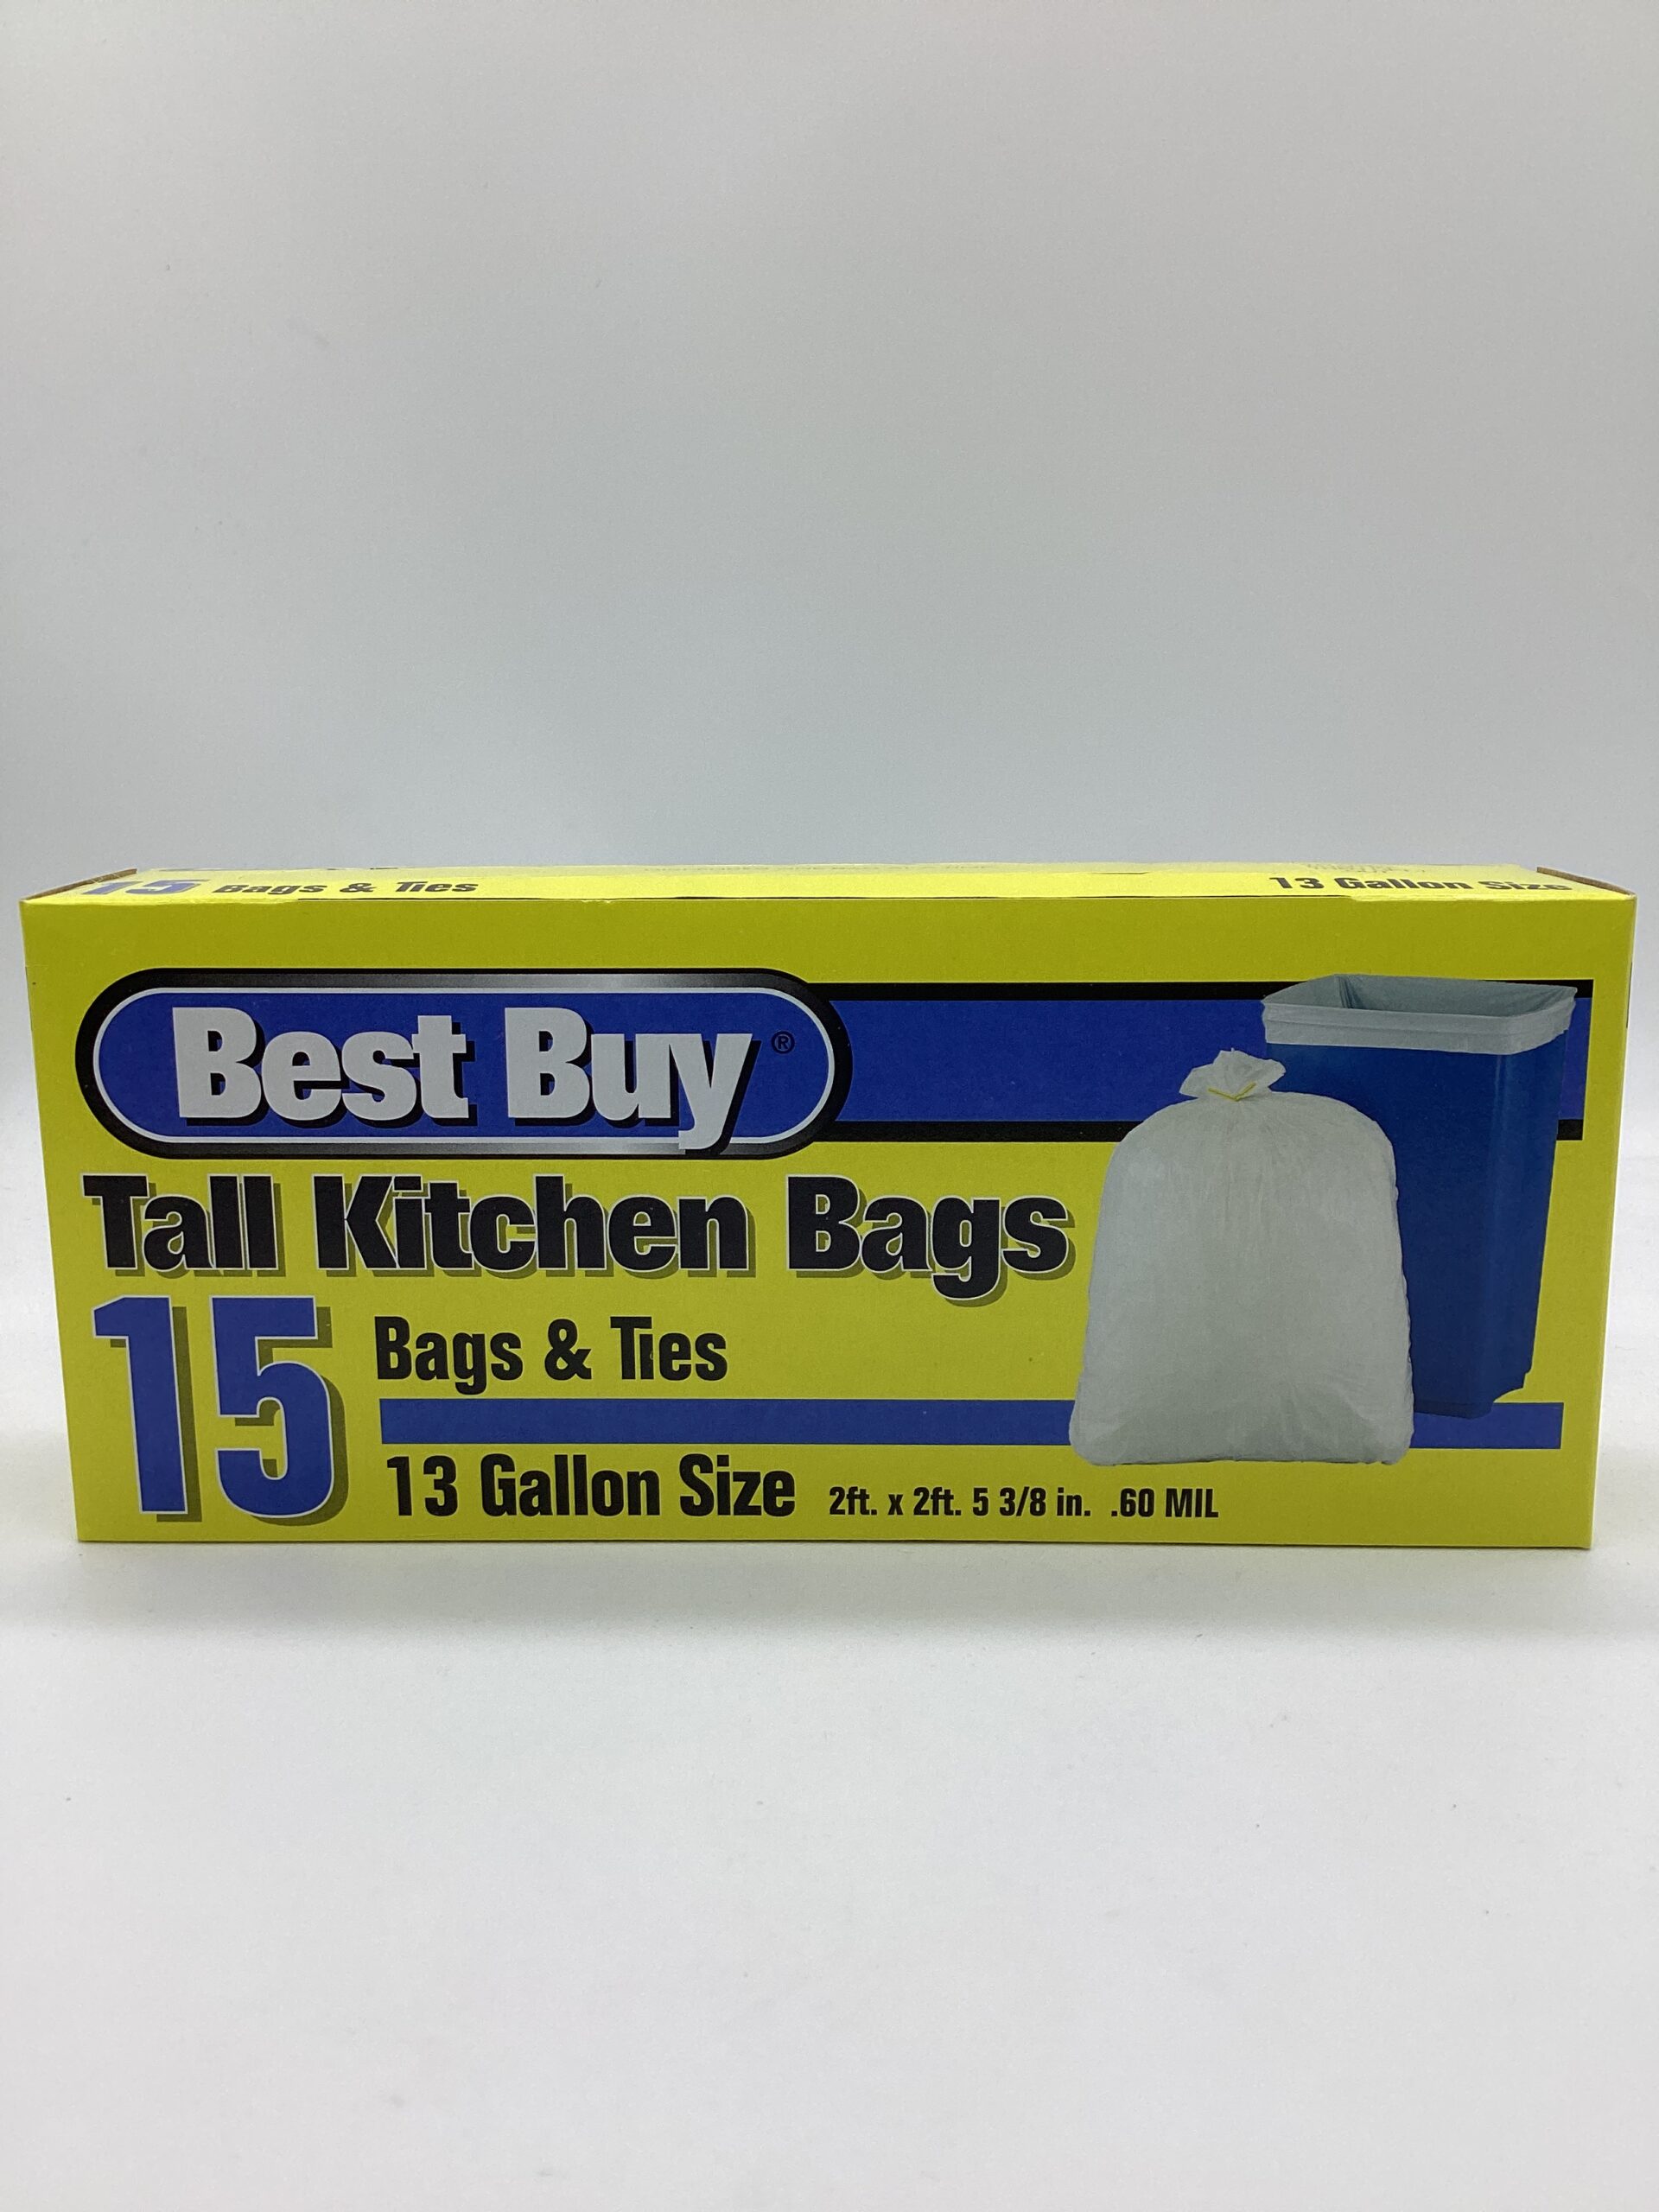 15 Bags & Ties
13 Gallon Size
Best Buy®
Tall Kitchen Bags
15
Bags & Ties
13 Gallon Size 2ft. x 2ft. 5 3/8 in. .60 MIL